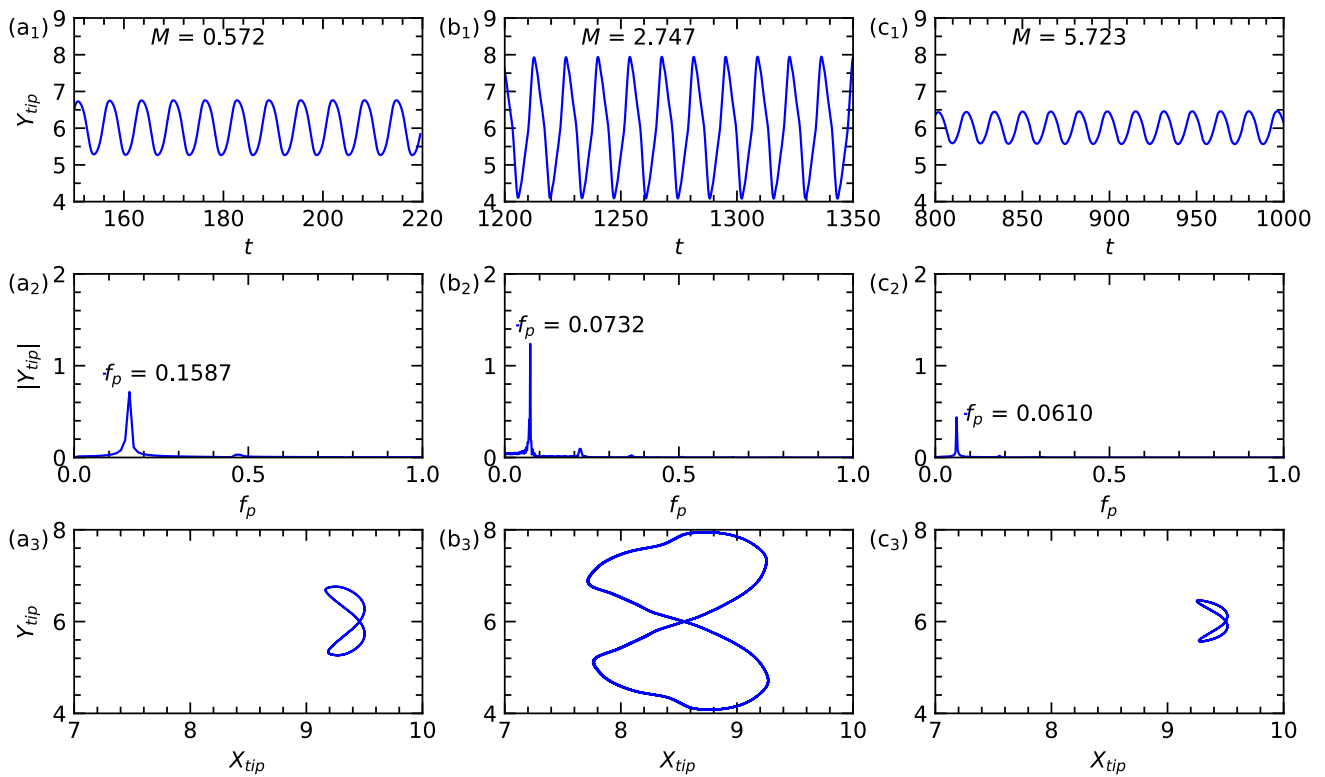 (a₁) M = 0.572
9
8
7
6
5
4
Y_tip
160 180 200 220
t
(b₁) M = 2.747
9
8
7
6
5
4
1200 1250 1300 1350
t
(c₁) M = 5.723
9
8
7
6
5
4
800 850 900 950 1000
t
(a₂)
2
1
0
|Y_tip|
f_p = 0.1587
0.0 0.5 1.0
f_p
(b₂)
2
1
0
f_p = 0.0732
0.0 0.5 1.0
f_p
(c₂)
2
1
0
f_p = 0.0610
0.0 0.5 1.0
f_p
(a₃)
8
6
4
Y_tip
7 8 9 10
X_tip
(b₃)
8
6
4
7 8 9 10
X_tip
(c₃)
8
6
4
7 8 9 10
X_tip